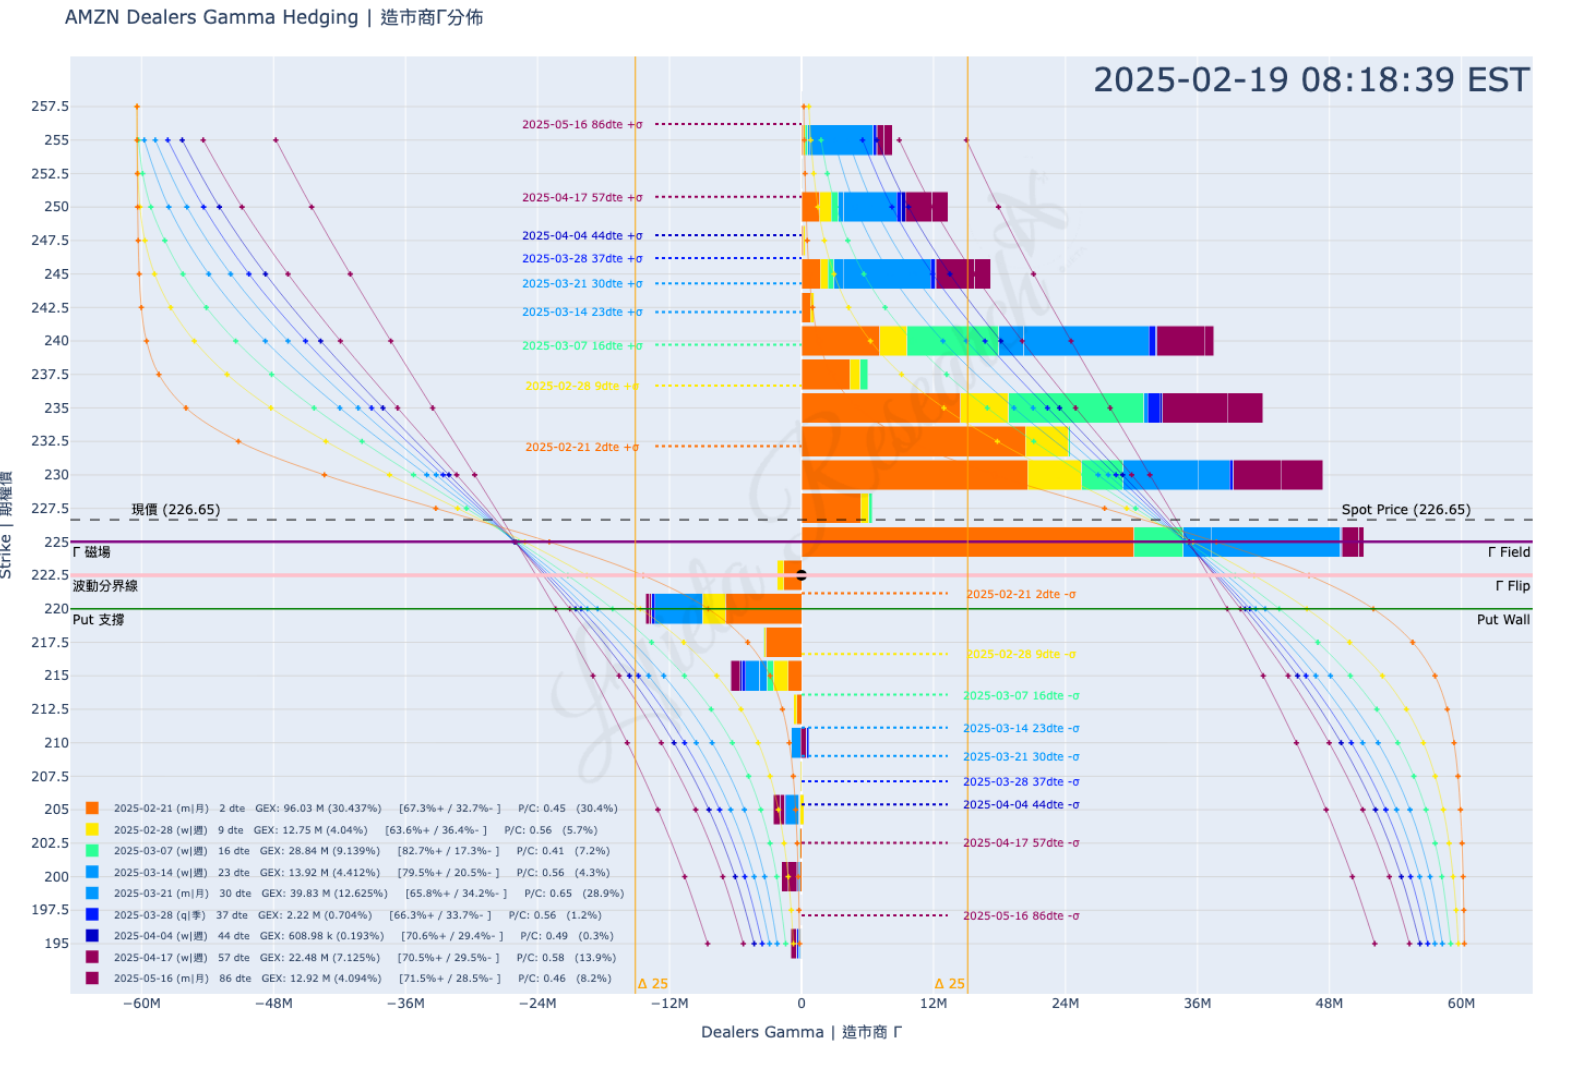 AMZN Dealers Gamma Hedging | 造市商Γ分佈
2025-02-19 08:18:39 EST
Strike | 期權價
257.5
255
252.5
250
247.5
245
242.5
240
237.5
235
232.5
230
227.5
225
222.5
220
217.5
215
212.5
210
207.5
205
202.5
200
197.5
195
2025-05-16 86dte +σ
2025-04-17 57dte +σ
2025-04-04 44dte +σ
2025-03-28 37dte +σ
2025-03-21 30dte +σ
2025-03-14 23dte +σ
2025-03-07 16dte +σ
2025-02-28 9dte +σ
2025-02-21 2dte +σ
現價 (226.65)
Spot Price (226.65)
Γ 磁場
Γ Field
波動分界線
Γ Flip
Put 支撐
Put Wall
2025-02-21 2dte -σ
2025-02-28 9dte -σ
2025-03-07 16dte -σ
2025-03-14 23dte -σ
2025-03-21 30dte -σ
2025-03-28 37dte -σ
2025-04-04 44dte -σ
2025-04-17 57dte -σ
2025-05-16 86dte -σ
2025-02-21 (m|月) 2 dte GEX: 96.03 M (30.437%) [67.3%+ / 32.7%- ] P/C: 0.45 (30.4%)
2025-02-28 (w|週) 9 dte GEX: 12.75 M (4.04%) [63.6%+ / 36.4%- ] P/C: 0.56 (5.7%)
2025-03-07 (w|週) 16 dte GEX: 28.84 M (9.139%) [82.7%+ / 17.3%- ] P/C: 0.41 (7.2%)
2025-03-14 (w|週) 23 dte GEX: 13.92 M (4.412%) [79.5%+ / 20.5%- ] P/C: 0.56 (4.3%)
2025-03-21 (m|月) 30 dte GEX: 39.83 M (12.625%) [65.8%+ / 34.2%- ] P/C: 0.65 (28.9%)
2025-03-28 (q|季) 37 dte GEX: 2.22 M (0.704%) [66.3%+ / 33.7%- ] P/C: 0.56 (1.2%)
2025-04-04 (w|週) 44 dte GEX: 608.98 k (0.193%) [70.6%+ / 29.4%- ] P/C: 0.49 (0.3%)
2025-04-17 (w|週) 57 dte GEX: 22.48 M (7.125%) [70.5%+ / 29.5%- ] P/C: 0.58 (13.9%)
2025-05-16 (m|月) 86 dte GEX: 12.92 M (4.094%) [71.5%+ / 28.5%- ] P/C: 0.46 (8.2%)
Δ 25
Δ 25
−60M −48M −36M −24M −12M 0 12M 24M 36M 48M 60M
Dealers Gamma | 造市商 Γ
Research